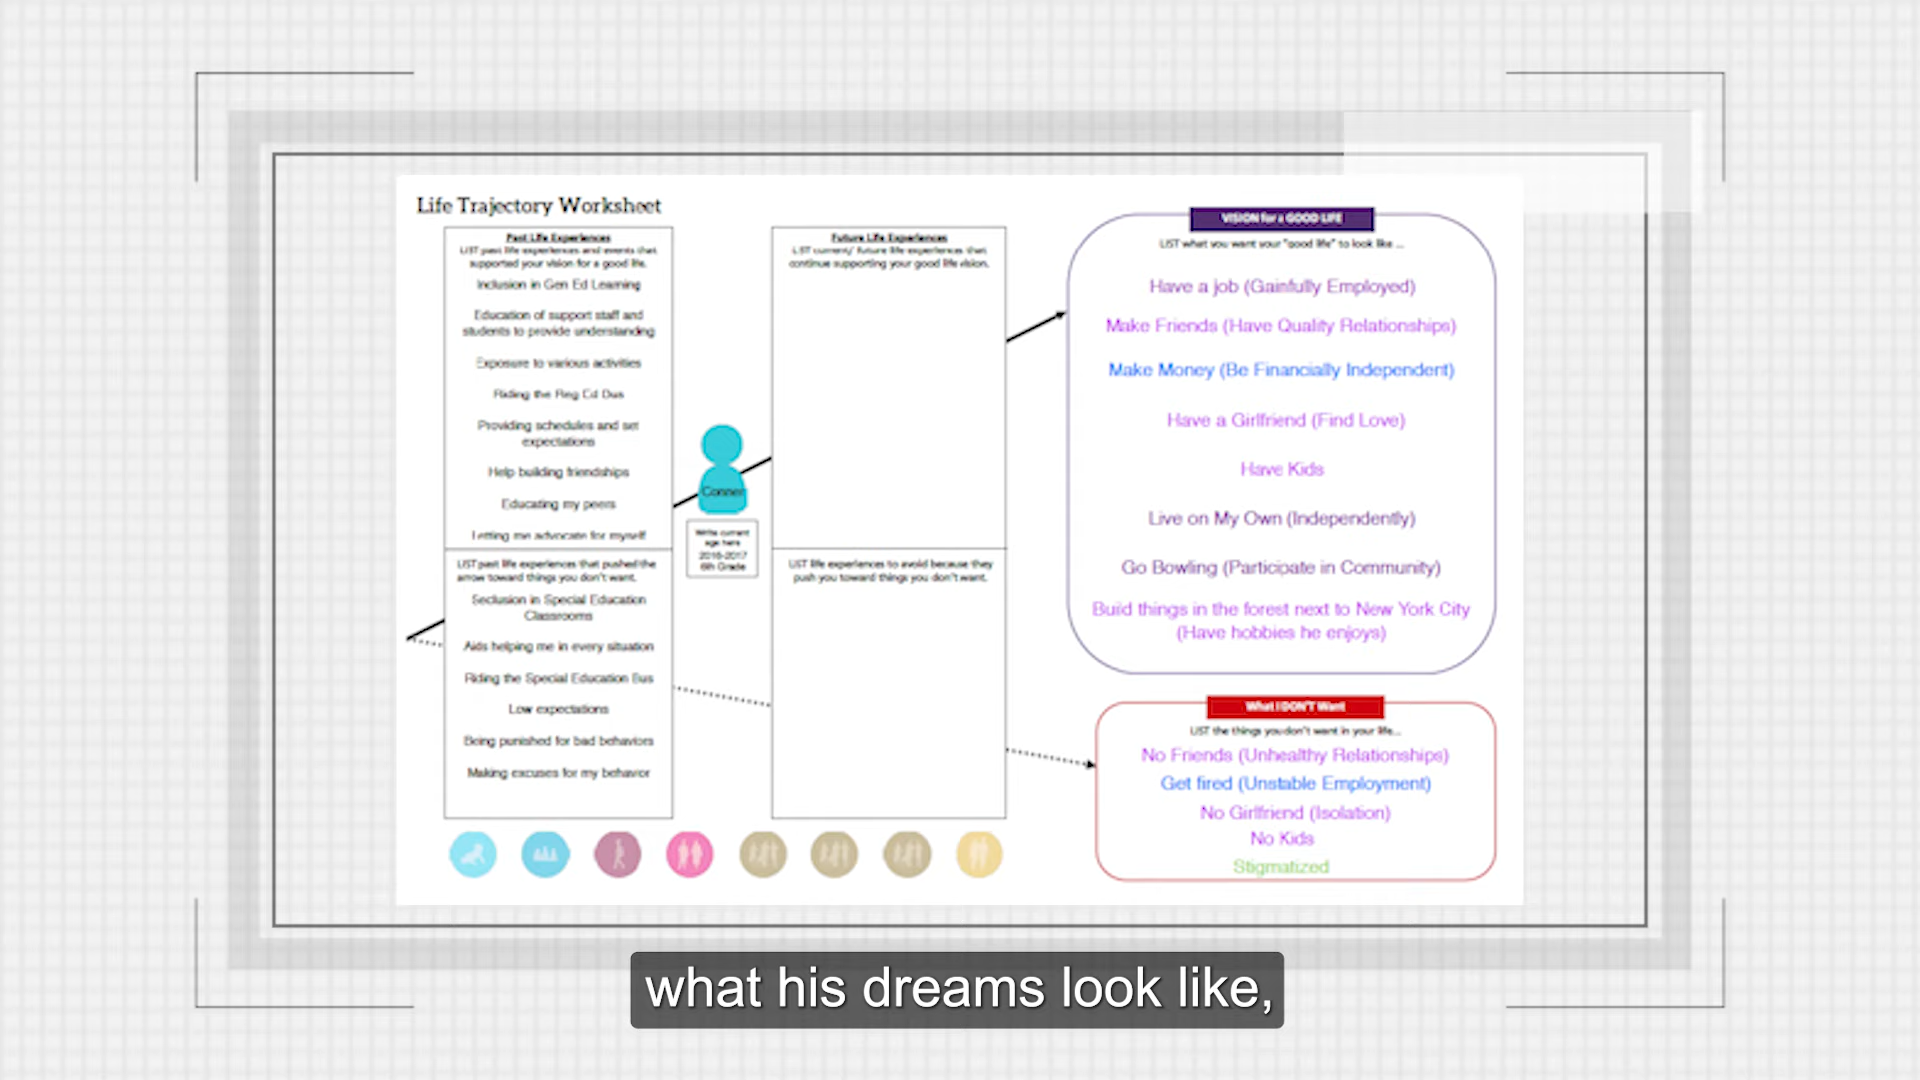 Life Trajectory Worksheet
Past Life Experiences
LIST past life experiences and events that
supported your vision for a good life.
Inclusion in Gen Ed Learning
Education of support staff and
students to provide understanding
Exposure to various activities
Riding the Reg Ed Bus
Providing schedules and set
expectations
Help building friendships
Educating my peers
Letting me advocate for myself
LIST past life experiences that pushed the
arrow toward things you don't want.
Seclusion in Special Education
Classrooms
Aids helping me in every situation
Riding the Special Education Bus
Low expectations
Being punished for bad behaviors
Making excuses for my behavior
Conner
Write current
age here
2016-2017
6th Grade
Future Life Experiences
LIST current/ future life experiences that
continue supporting your good life vision.
LIST life experiences to avoid because they
push you toward things you don't want.
VISION for a GOOD LIFE
LIST what you want your "good life" to look like ...
Have a job (Gainfully Employed)
Make Friends (Have Quality Relationships)
Make Money (Be Financially Independent)
Have a Girlfriend (Find Love)
Have Kids
Live on My Own (Independently)
Go Bowling (Participate in Community)
Build things in the forest next to New York City
(Have hobbies he enjoys)
What I DON'T Want
LIST the things you don't want in your life...
No Friends (Unhealthy Relationships)
Get fired (Unstable Employment)
No Girlfriend (Isolation)
No Kids
Stigmatized
what his dreams look like,